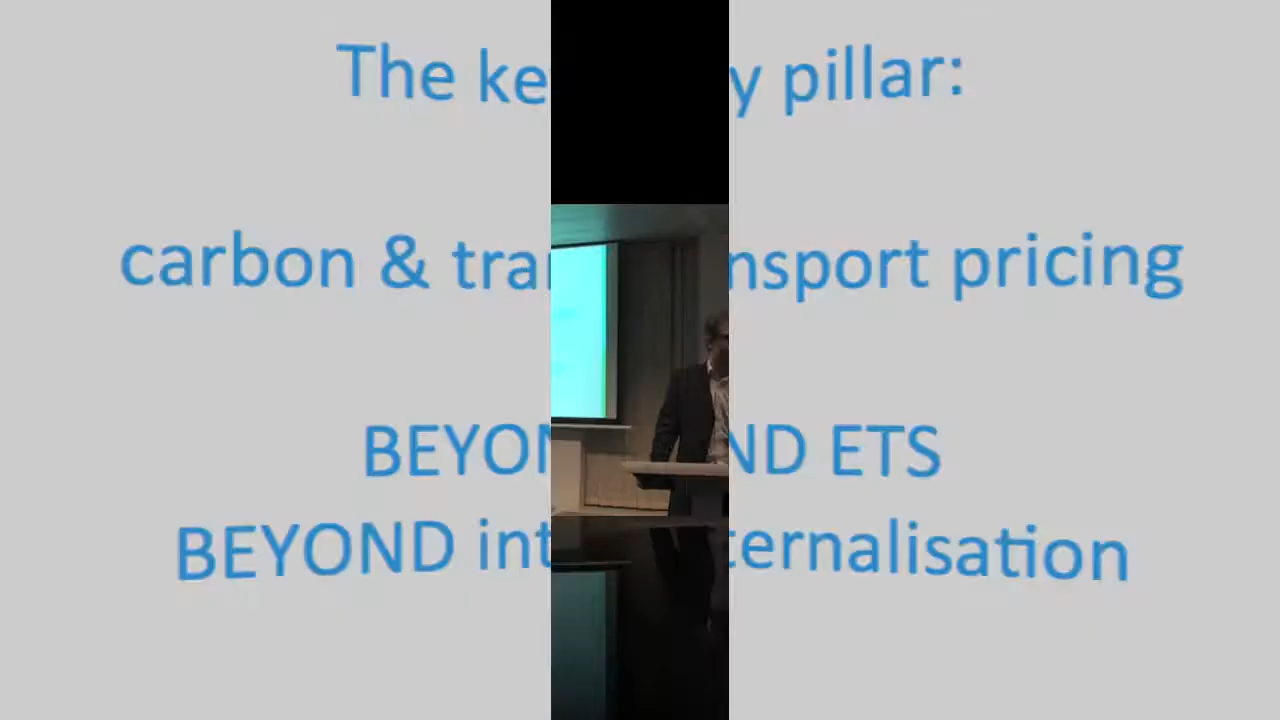 The ke y pillar:
carbon & tra nsport pricing
BEYON ND ETS
BEYOND int ternalisation